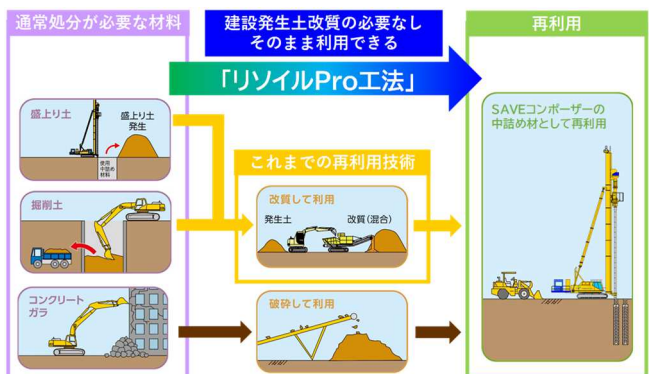 通常処分が必要な材料
建設発生土改質の必要なし
そのまま利用できる
再利用
「リソイルPro工法」
盛上り土
盛上り土
発生
使用
中詰め
材料
掘削土
コンクリート
ガラ
これまでの再利用技術
改質して利用
発生土
改質(混合)
破砕して利用
SAVEコンポーザーの
中詰め材として再利用